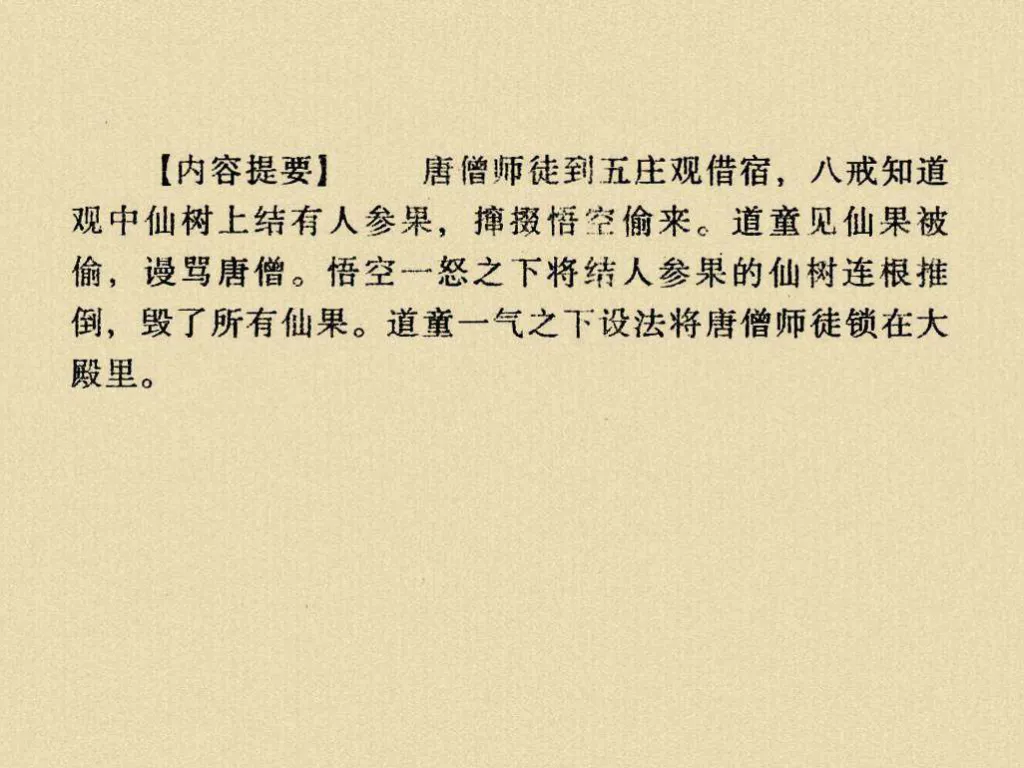 【内容提要】 唐僧师徒到五庄观借宿，八戒知道
观中仙树上结有人参果，撺掇悟空偷来。道童见仙果被
偷，谩骂唐僧。悟空一怒之下将结人参果的仙树连根推
倒，毁了所有仙果。道童一气之下设法将唐僧师徒锁在大
殿里。